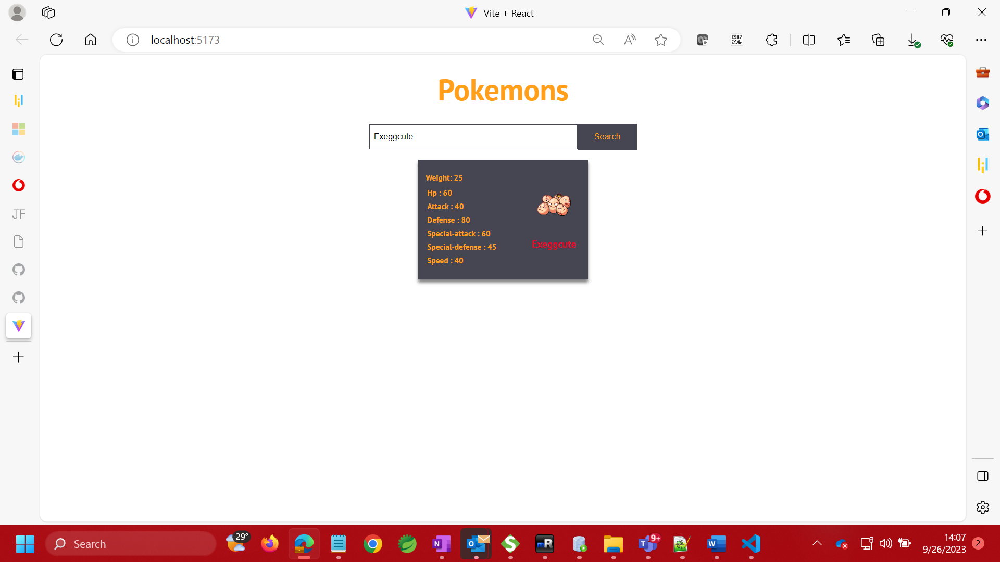 Vite + React
localhost:5173
Pokemons
Exeggcute
Search
Weight: 25
Hp : 60
Attack : 40
Defense : 80
Special-attack : 60
Special-defense : 45
Speed : 40
Exeggcute
JF
Search
29°
9+
14:07
9/26/2023
2